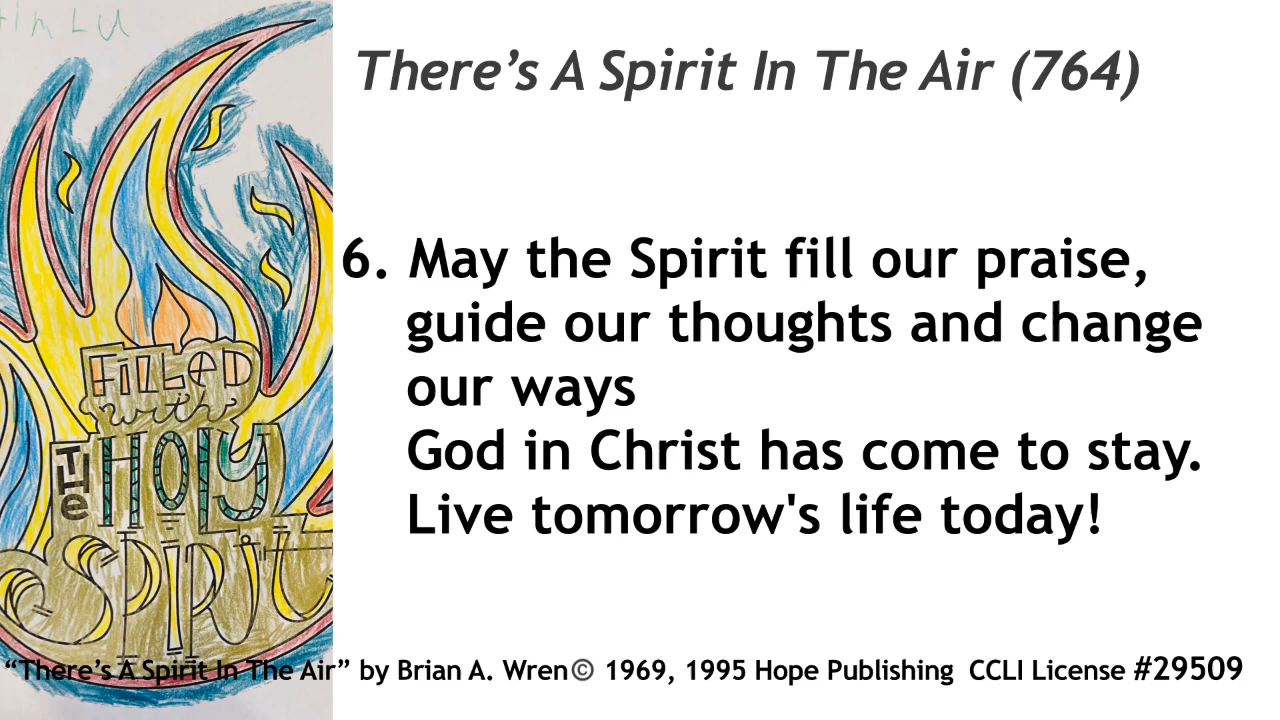 There's A Spirit In The Air (764)
6. May the Spirit fill our praise,
guide our thoughts and change
our ways
God in Christ has come to stay.
Live tomorrow's life today!
FiLLeD
with
THe
HOLY
SPIRIT
“There’s A Spirit In The Air” by Brian A. Wren© 1969, 1995 Hope Publishing CCLI License #29509